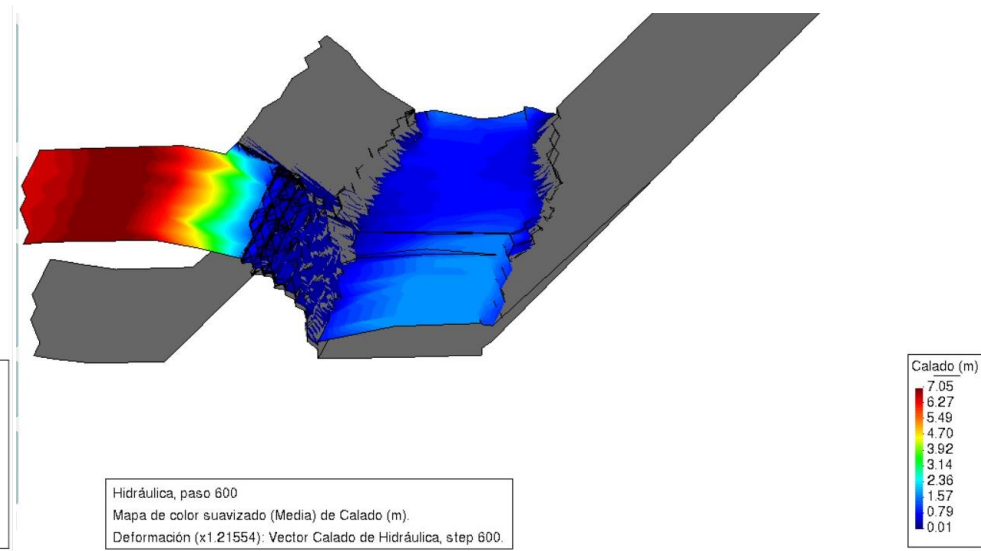 Calado (m)
7.05
6.27
5.49
4.70
3.92
3.14
2.36
1.57
0.79
0.01
Hidráulica, paso 600
Mapa de color suavizado (Media) de Calado (m).
Deformación (x1.21554): Vector Calado de Hidráulica, step 600.